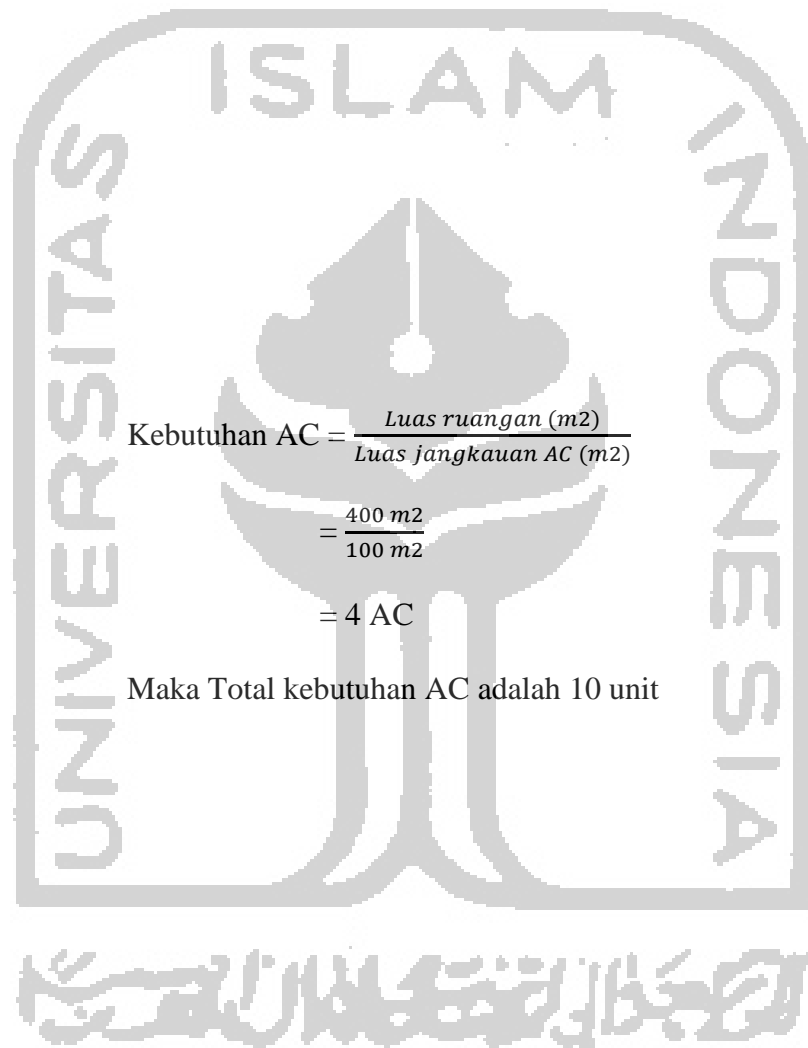 ISLAM
UNIVERSITAS
INDONESIA
Kebutuhan AC = Luas ruangan (m2) / Luas jangkauan AC (m2)
= 400 m2 / 100 m2
= 4 AC
Maka Total kebutuhan AC adalah 10 unit